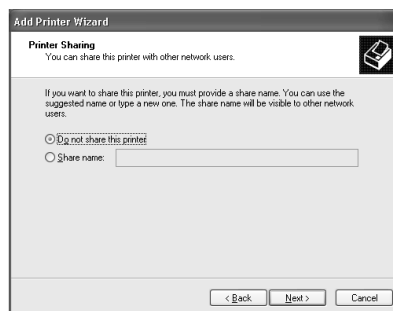 Add Printer Wizard
Printer Sharing
You can share this printer with other network users.
If you want to share this printer, you must provide a share name. You can use the
suggested name or type a new one. The share name will be visible to other network
users.
Do not share this printer
Share name:
< Back
Next >
Cancel